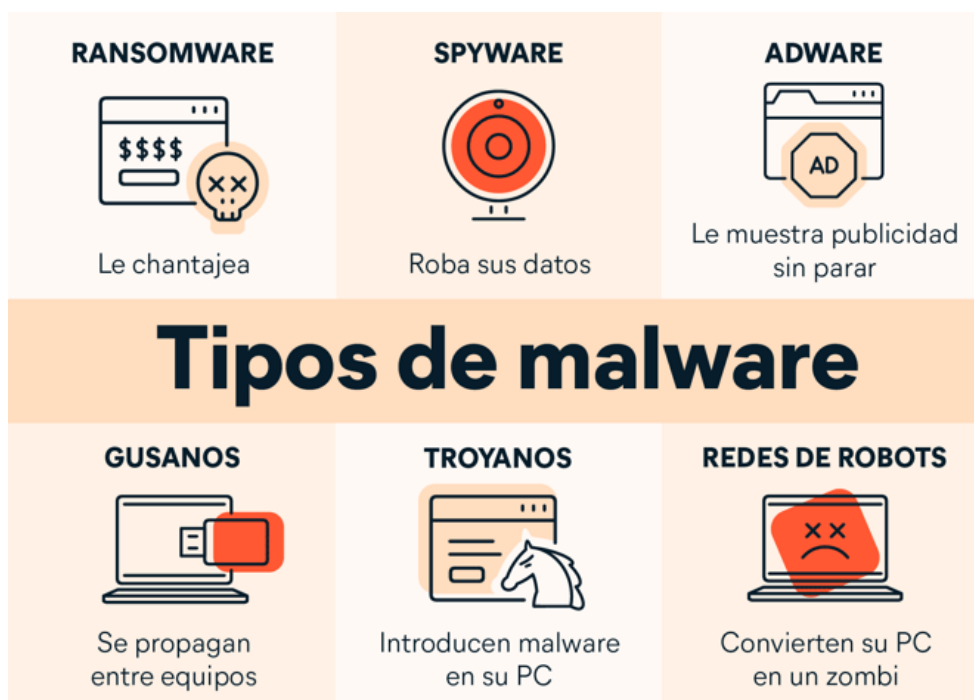 RANSOMWARE
$$$$
Le chantajea
SPYWARE
Roba sus datos
ADWARE
AD
Le muestra publicidad
sin parar
Tipos de malware
GUSANOS
Se propagan
entre equipos
TROYANOS
Introducen malware
en su PC
REDES DE ROBOTS
Convierten su PC
en un zombi